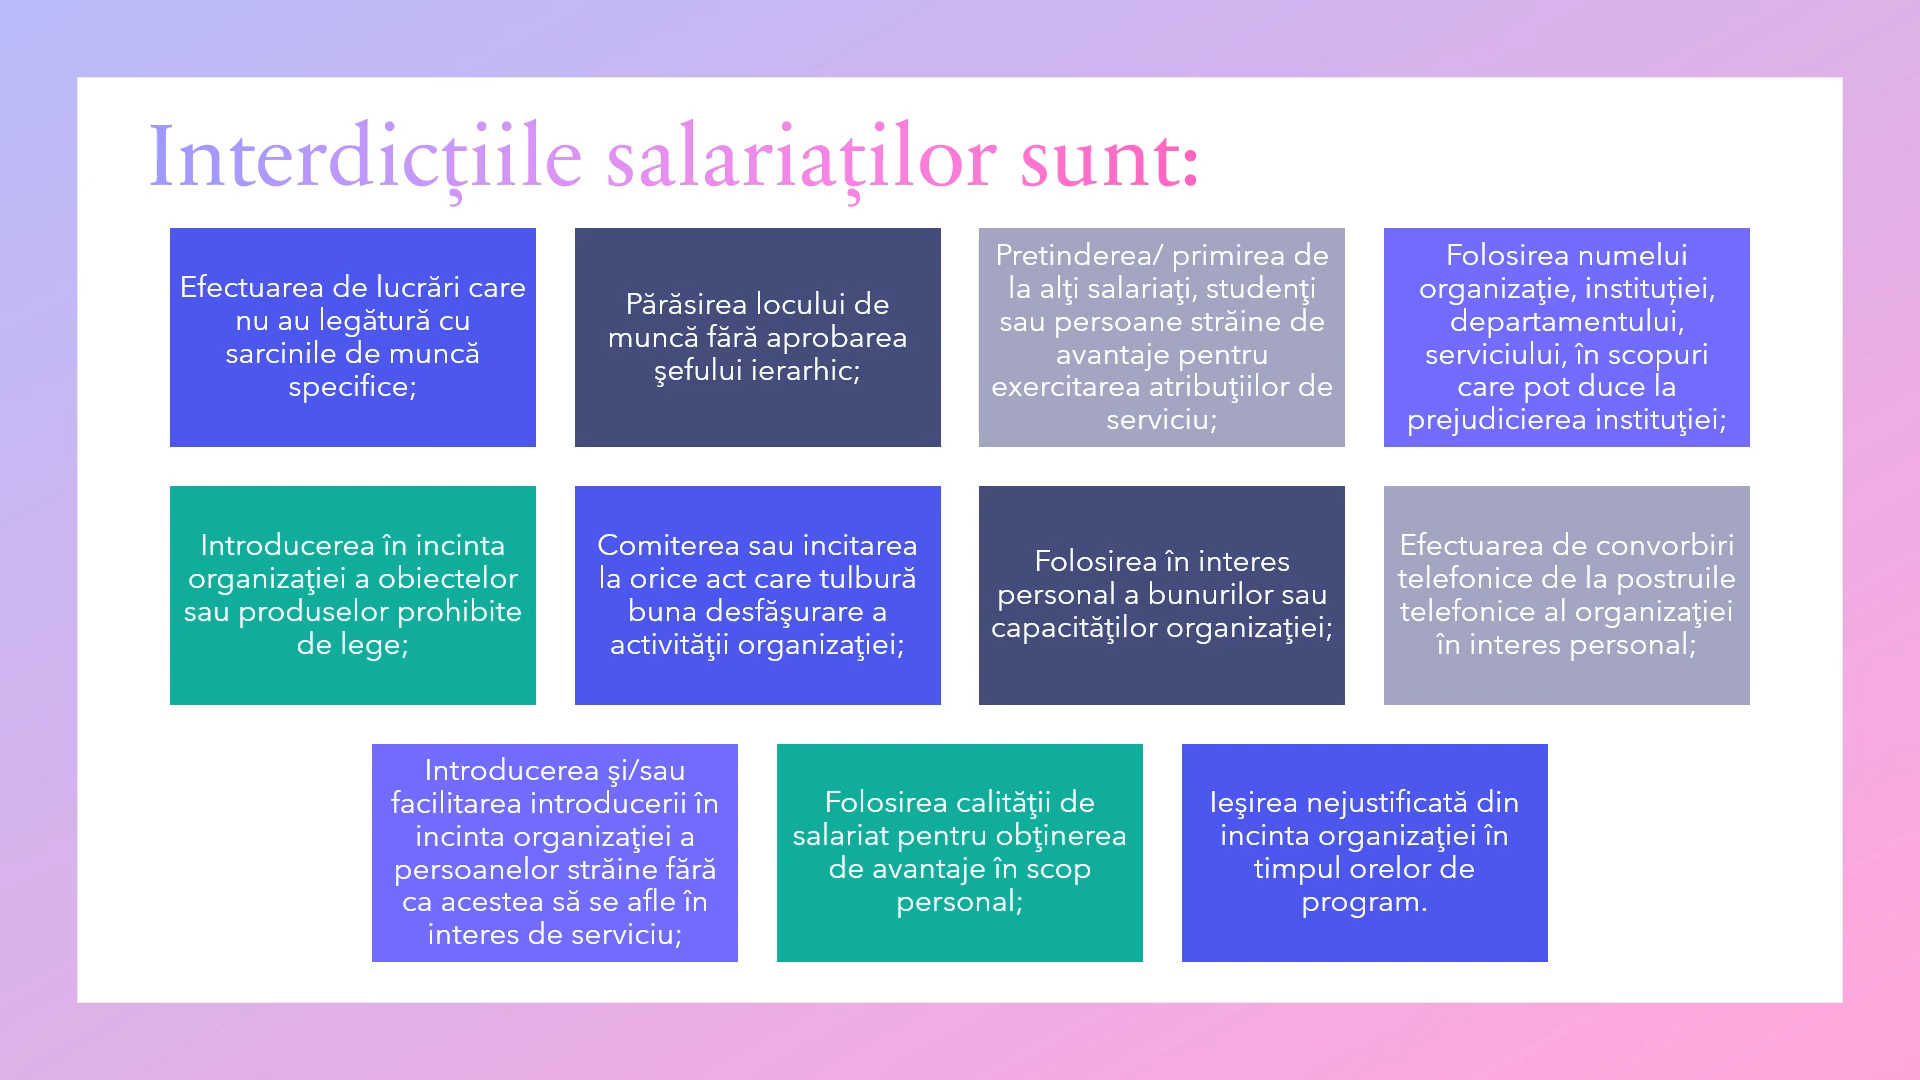 Interdicțiile salariaților sunt:
Efectuarea de lucrări care
nu au legătură cu
sarcinile de muncă
specifice;
Părăsirea locului de
muncă fără aprobarea
şefului ierarhic;
Pretinderea/ primirea de
la alţi salariaţi, studenţi
sau persoane străine de
avantaje pentru
exercitarea atribuţiilor de
serviciu;
Folosirea numelui
organizaţie, instituției,
departamentului,
serviciului, în scopuri
care pot duce la
prejudicierea instituţiei;
Introducerea în incinta
organizaţiei a obiectelor
sau produselor prohibite
de lege;
Comiterea sau incitarea
la orice act care tulbură
buna desfăşurare a
activităţii organizaţiei;
Folosirea în interes
personal a bunurilor sau
capacităţilor organizaţiei;
Efectuarea de convorbiri
telefonice de la postruile
telefonice al organizaţiei
în interes personal;
Introducerea şi/sau
facilitarea introducerii în
incinta organizaţiei a
persoanelor străine fără
ca acestea să se afle în
interes de serviciu;
Folosirea calităţii de
salariat pentru obţinerea
de avantaje în scop
personal;
Ieşirea nejustificată din
incinta organizaţiei în
timpul orelor de
program.